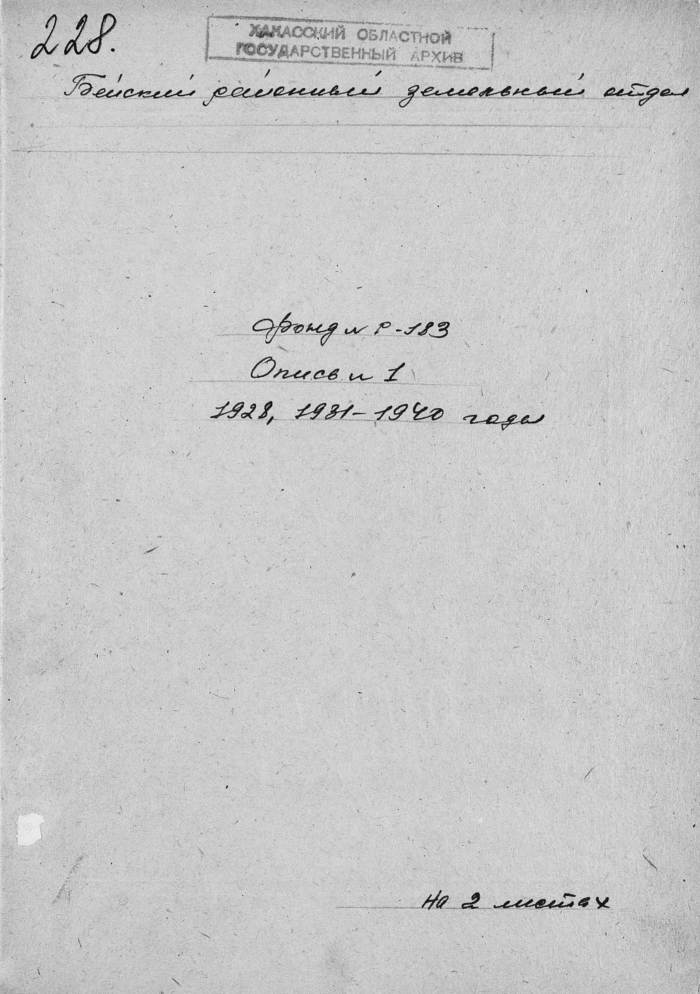 228.
ХАКАССКИЙ ОБЛАСТНОЙ
ГОСУДАРСТВЕННЫЙ АРХИВ
Бейский районный земельный отдел
фонд № Р-183
Опись № 1
1928, 1931-1940 годы
на 2 листах